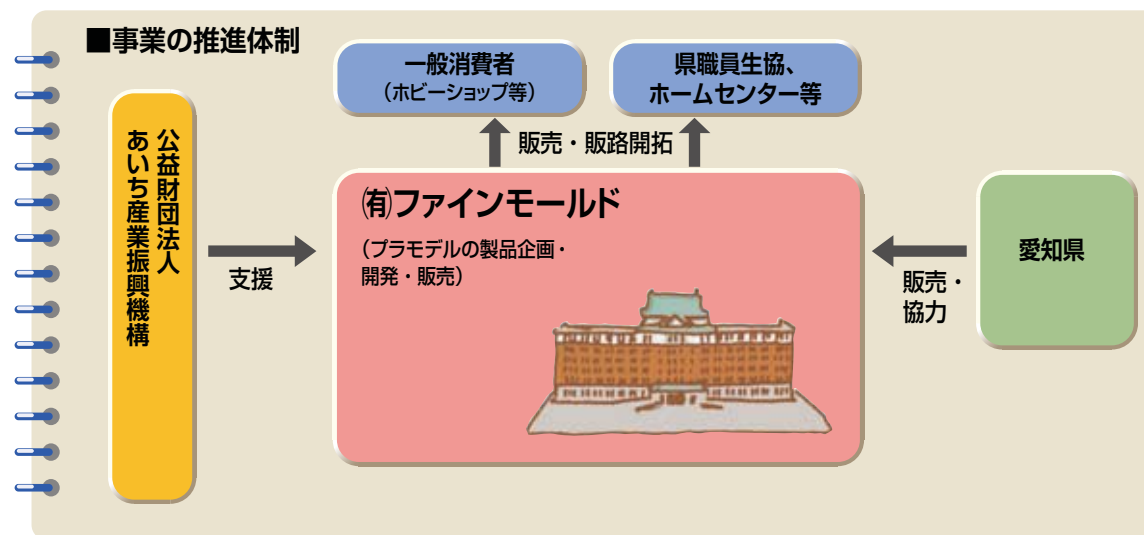 ■事業の推進体制
一般消費者
（ホビーショップ等）
県職員生協、
ホームセンター等
販売・販路開拓
公益財団法人
あいち産業振興機構
支援
㈲ファインモールド
（プラモデルの製品企画・
開発・販売）
販売・
協力
愛知県